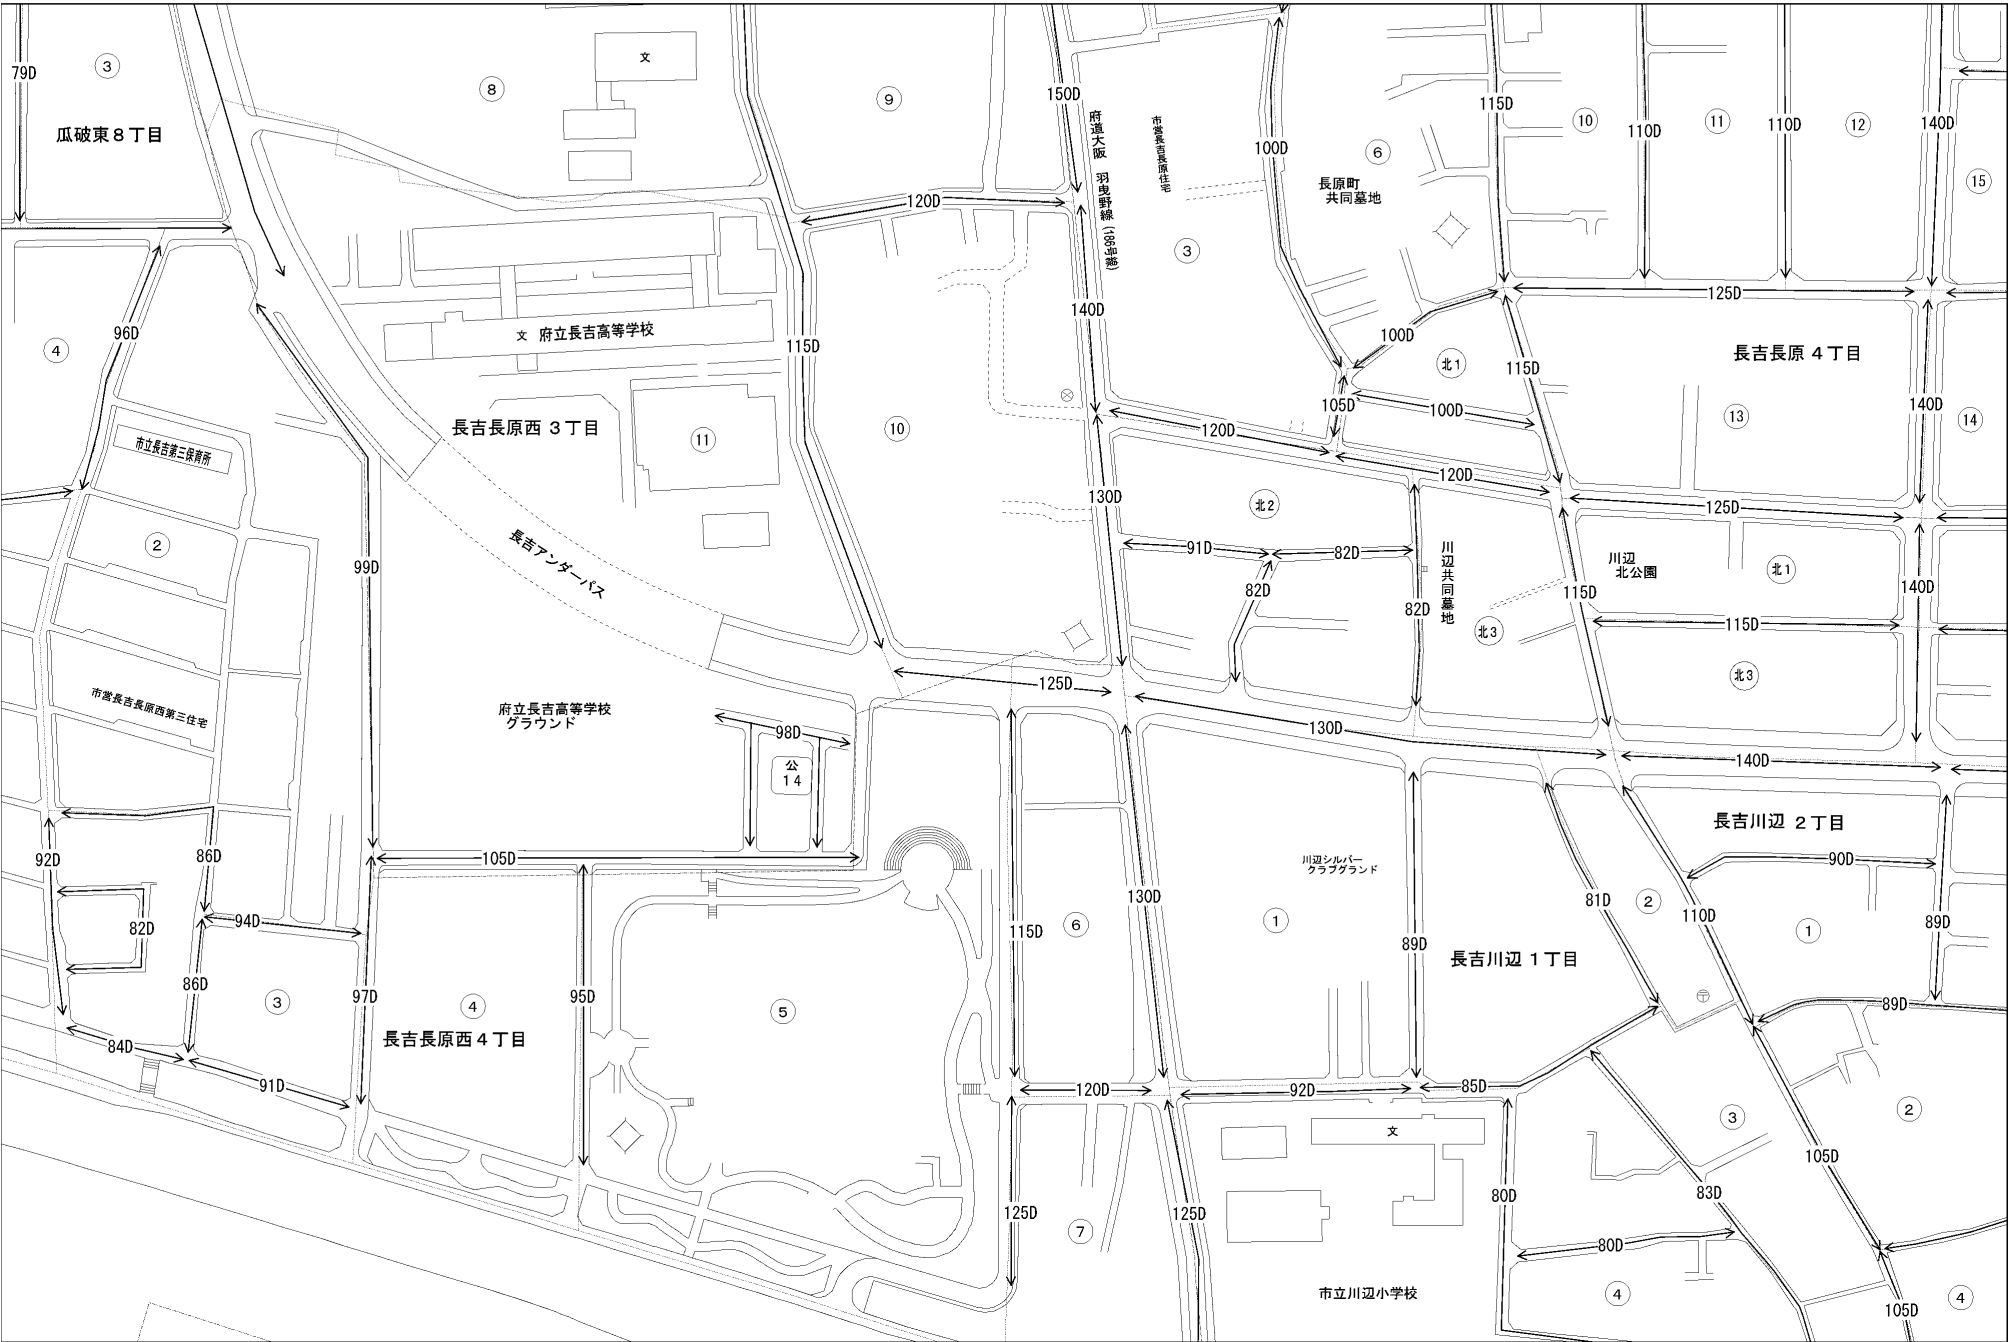 79D
③
瓜破東８丁目
⑧
文
⑨
150D
府道大阪 羽曳野線(186号線)
市営長吉長原住宅
100D
⑥
長原町
共同墓地
115D
⑩
110D
⑪
110D
⑫
140D
⑮
120D
③
④
96D
文 府立長吉高等学校
115D
140D
100D
125D
長吉長原４丁目
北1
115D
長吉長原西３丁目
⑪
⑩
105D
100D
120D
120D
⑬
140D
⑭
市立長吉第三保育所
②
99D
長吉アンダーパス
130D
北2
91D
82D
82D
82D
川辺共同墓地
125D
川辺
北公園
北1
115D
140D
北3
115D
北3
市営長吉長原西第三住宅
府立長吉高等学校
グラウンド
98D
公
14
125D
130D
140D
92D
86D
105D
長吉川辺２丁目
川辺シルバー
クラブグランド
90D
82D
94D
130D
115D
⑥
①
89D
81D
②
110D
①
89D
長吉川辺１丁目
86D
③
97D
④
95D
⑤
長吉長原西４丁目
〒
89D
84D
91D
120D
92D
85D
③
②
文
105D
125D
⑦
125D
80D
83D
80D
市立川辺小学校
④
105D
④